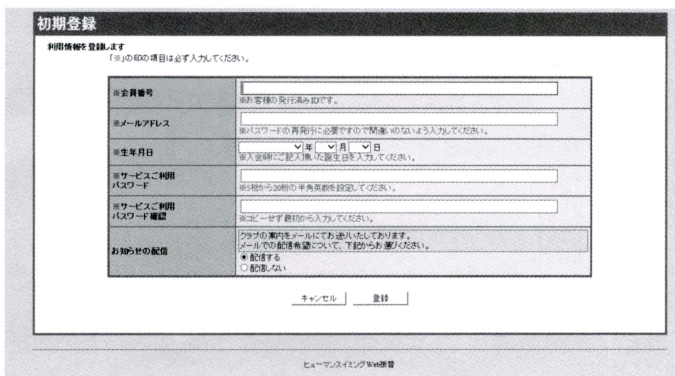 初期登録
利用情報を登録します
「※」の印の項目は必ず入力してください。
※会員番号
※お客様の発行済みIDです。
※メールアドレス
※パスワードの再発行に必要ですので間違いのないよう入力してください。
※生年月日
年 月 日
※入会時にご記入頂いた誕生日を入力してください。
※サービスご利用
パスワード
※5桁から20桁の半角英数を設定してください。
※サービスご利用
パスワード確認
※コピーせず最初から入力してください。
お知らせの配信
クラブの案内をメールにてお送りいたしております。
メールでの配信希望について、下記からお選びください。
配信する
配信しない
キャンセル 登録
ヒューマンスイミングWeb振替